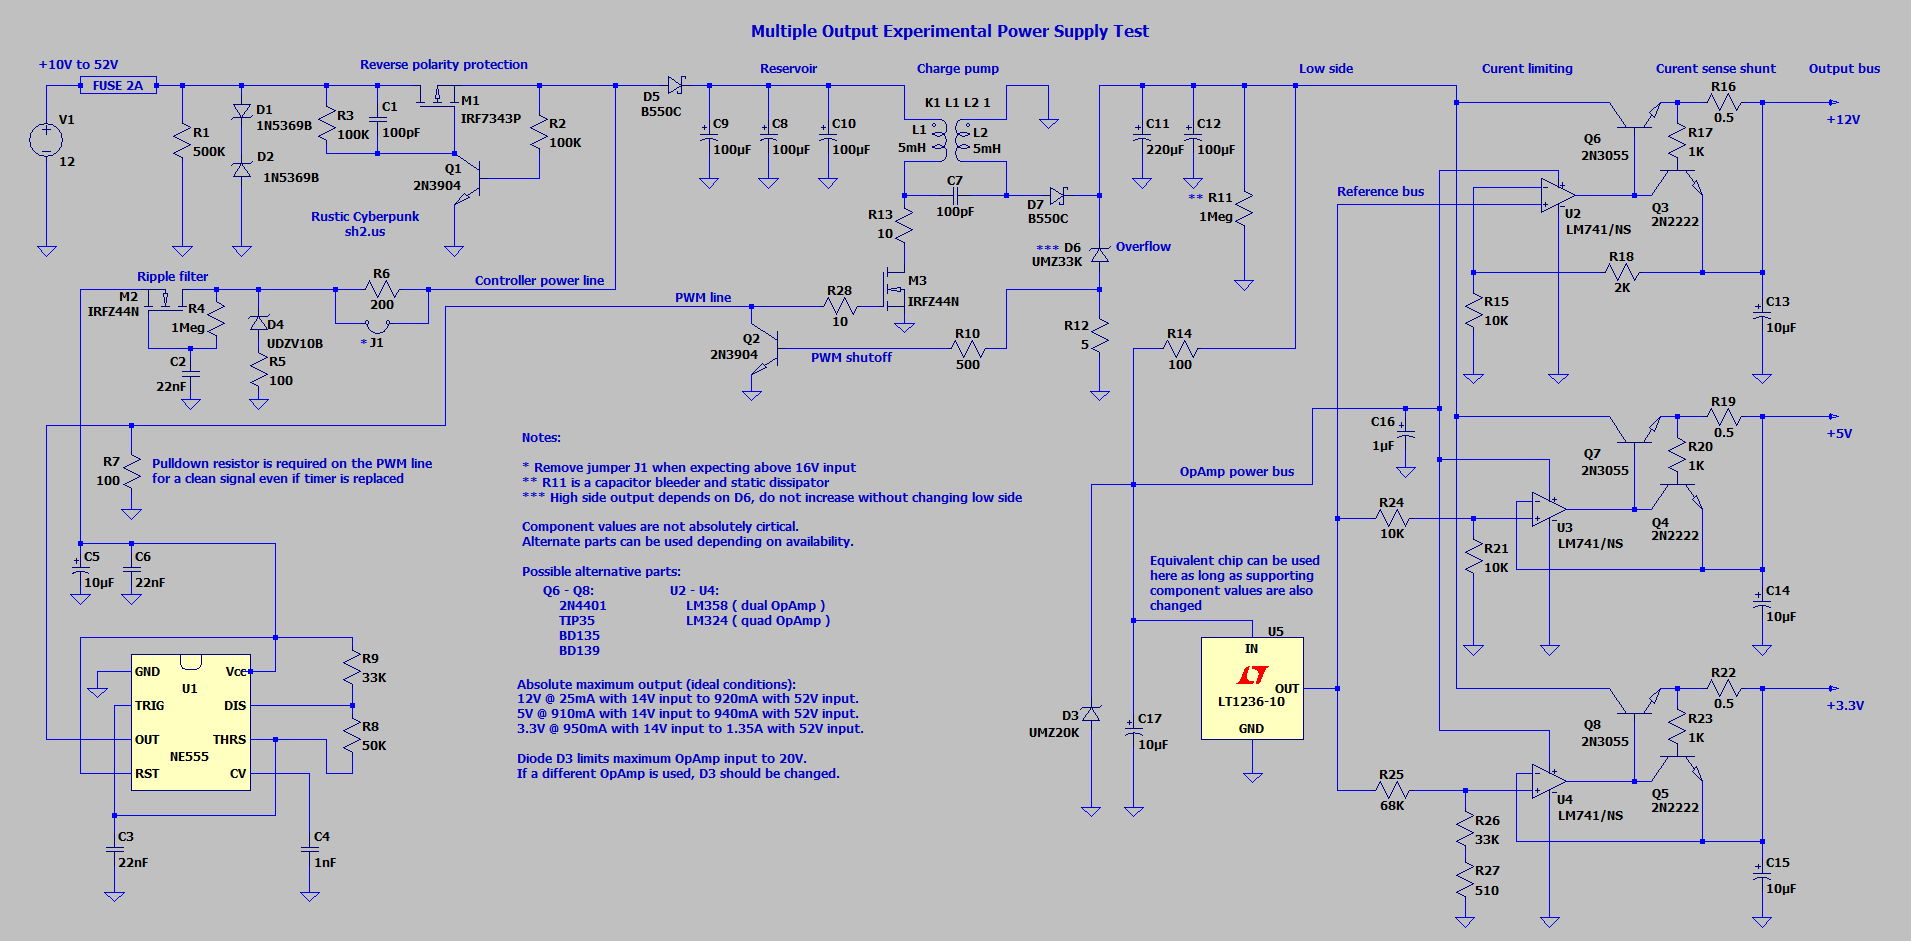 Multiple Output Experimental Power Supply Test
+10V to 52V
FUSE 2A
V1
12
R1
500K
D1
1N5369B
D2
1N5369B
Reverse polarity protection
R3
100K
C1
100pF
M1
IRF7343P
R2
100K
Q1
2N3904
Rustic Cyberpunk
sh2.us
D5
B550C
Reservoir
C9
100µF
C8
100µF
C10
100µF
Charge pump
K1 L1 L2 1
L1
5mH
L2
5mH
C7
100pF
D7
B550C
R13
10
M3
IRFZ44N
*** D6
UMZ33K
Overflow
C11
220µF
C12
100µF
** R11
1Meg
Low side
Ripple filter
M2
IRFZ44N
R4
1Meg
C2
22nF
D4
UDZV10B
R5
100
R6
200
* J1
Controller power line
PWM line
R28
10
Q2
2N3904
PWM shutoff
R10
500
R12
5
R14
100
Reference bus
Curent limiting
Curent sense shunt
Output bus
R16
0.5
+12V
Q6
2N3055
R17
1K
U2
LM741/NS
Q3
2N2222
R18
2K
R15
10K
C13
10µF
R7
100
Pulldown resistor is required on the PWM line
for a clean signal even if timer is replaced
C5
10µF
C6
22nF
Notes:
* Remove jumper J1 when expecting above 16V input
** R11 is a capacitor bleeder and static dissipator
*** High side output depends on D6, do not increase without changing low side
Component values are not absolutely cirtical.
Alternate parts can be used depending on availability.
Possible alternative parts:
Q6 - Q8:
2N4401
TIP35
BD135
BD139
U2 - U4:
LM358 ( dual OpAmp )
LM324 ( quad OpAmp )
Absolute maximum output (ideal conditions):
12V @ 25mA with 14V input to 920mA with 52V input.
5V @ 910mA with 14V input to 940mA with 52V input.
3.3V @ 950mA with 14V input to 1.35A with 52V input.
Diode D3 limits maximum OpAmp input to 20V.
If a different OpAmp is used, D3 should be changed.
C16
1µF
OpAmp power bus
R24
10K
R21
10K
R19
0.5
+5V
Q7
2N3055
R20
1K
U3
LM741/NS
Q4
2N2222
C14
10µF
Equivalent chip can be used
here as long as supporting
component values are also
changed
U5
IN
OUT
LT1236-10
GND
D3
UMZ20K
C17
10µF
R22
0.5
+3.3V
Q8
2N3055
R23
1K
U4
LM741/NS
Q5
2N2222
R25
68K
R26
33K
R27
510
C15
10µF
GND
Vcc
U1
TRIG
DIS
OUT
THRS
NE555
RST
CV
R9
33K
R8
50K
C3
22nF
C4
1nF